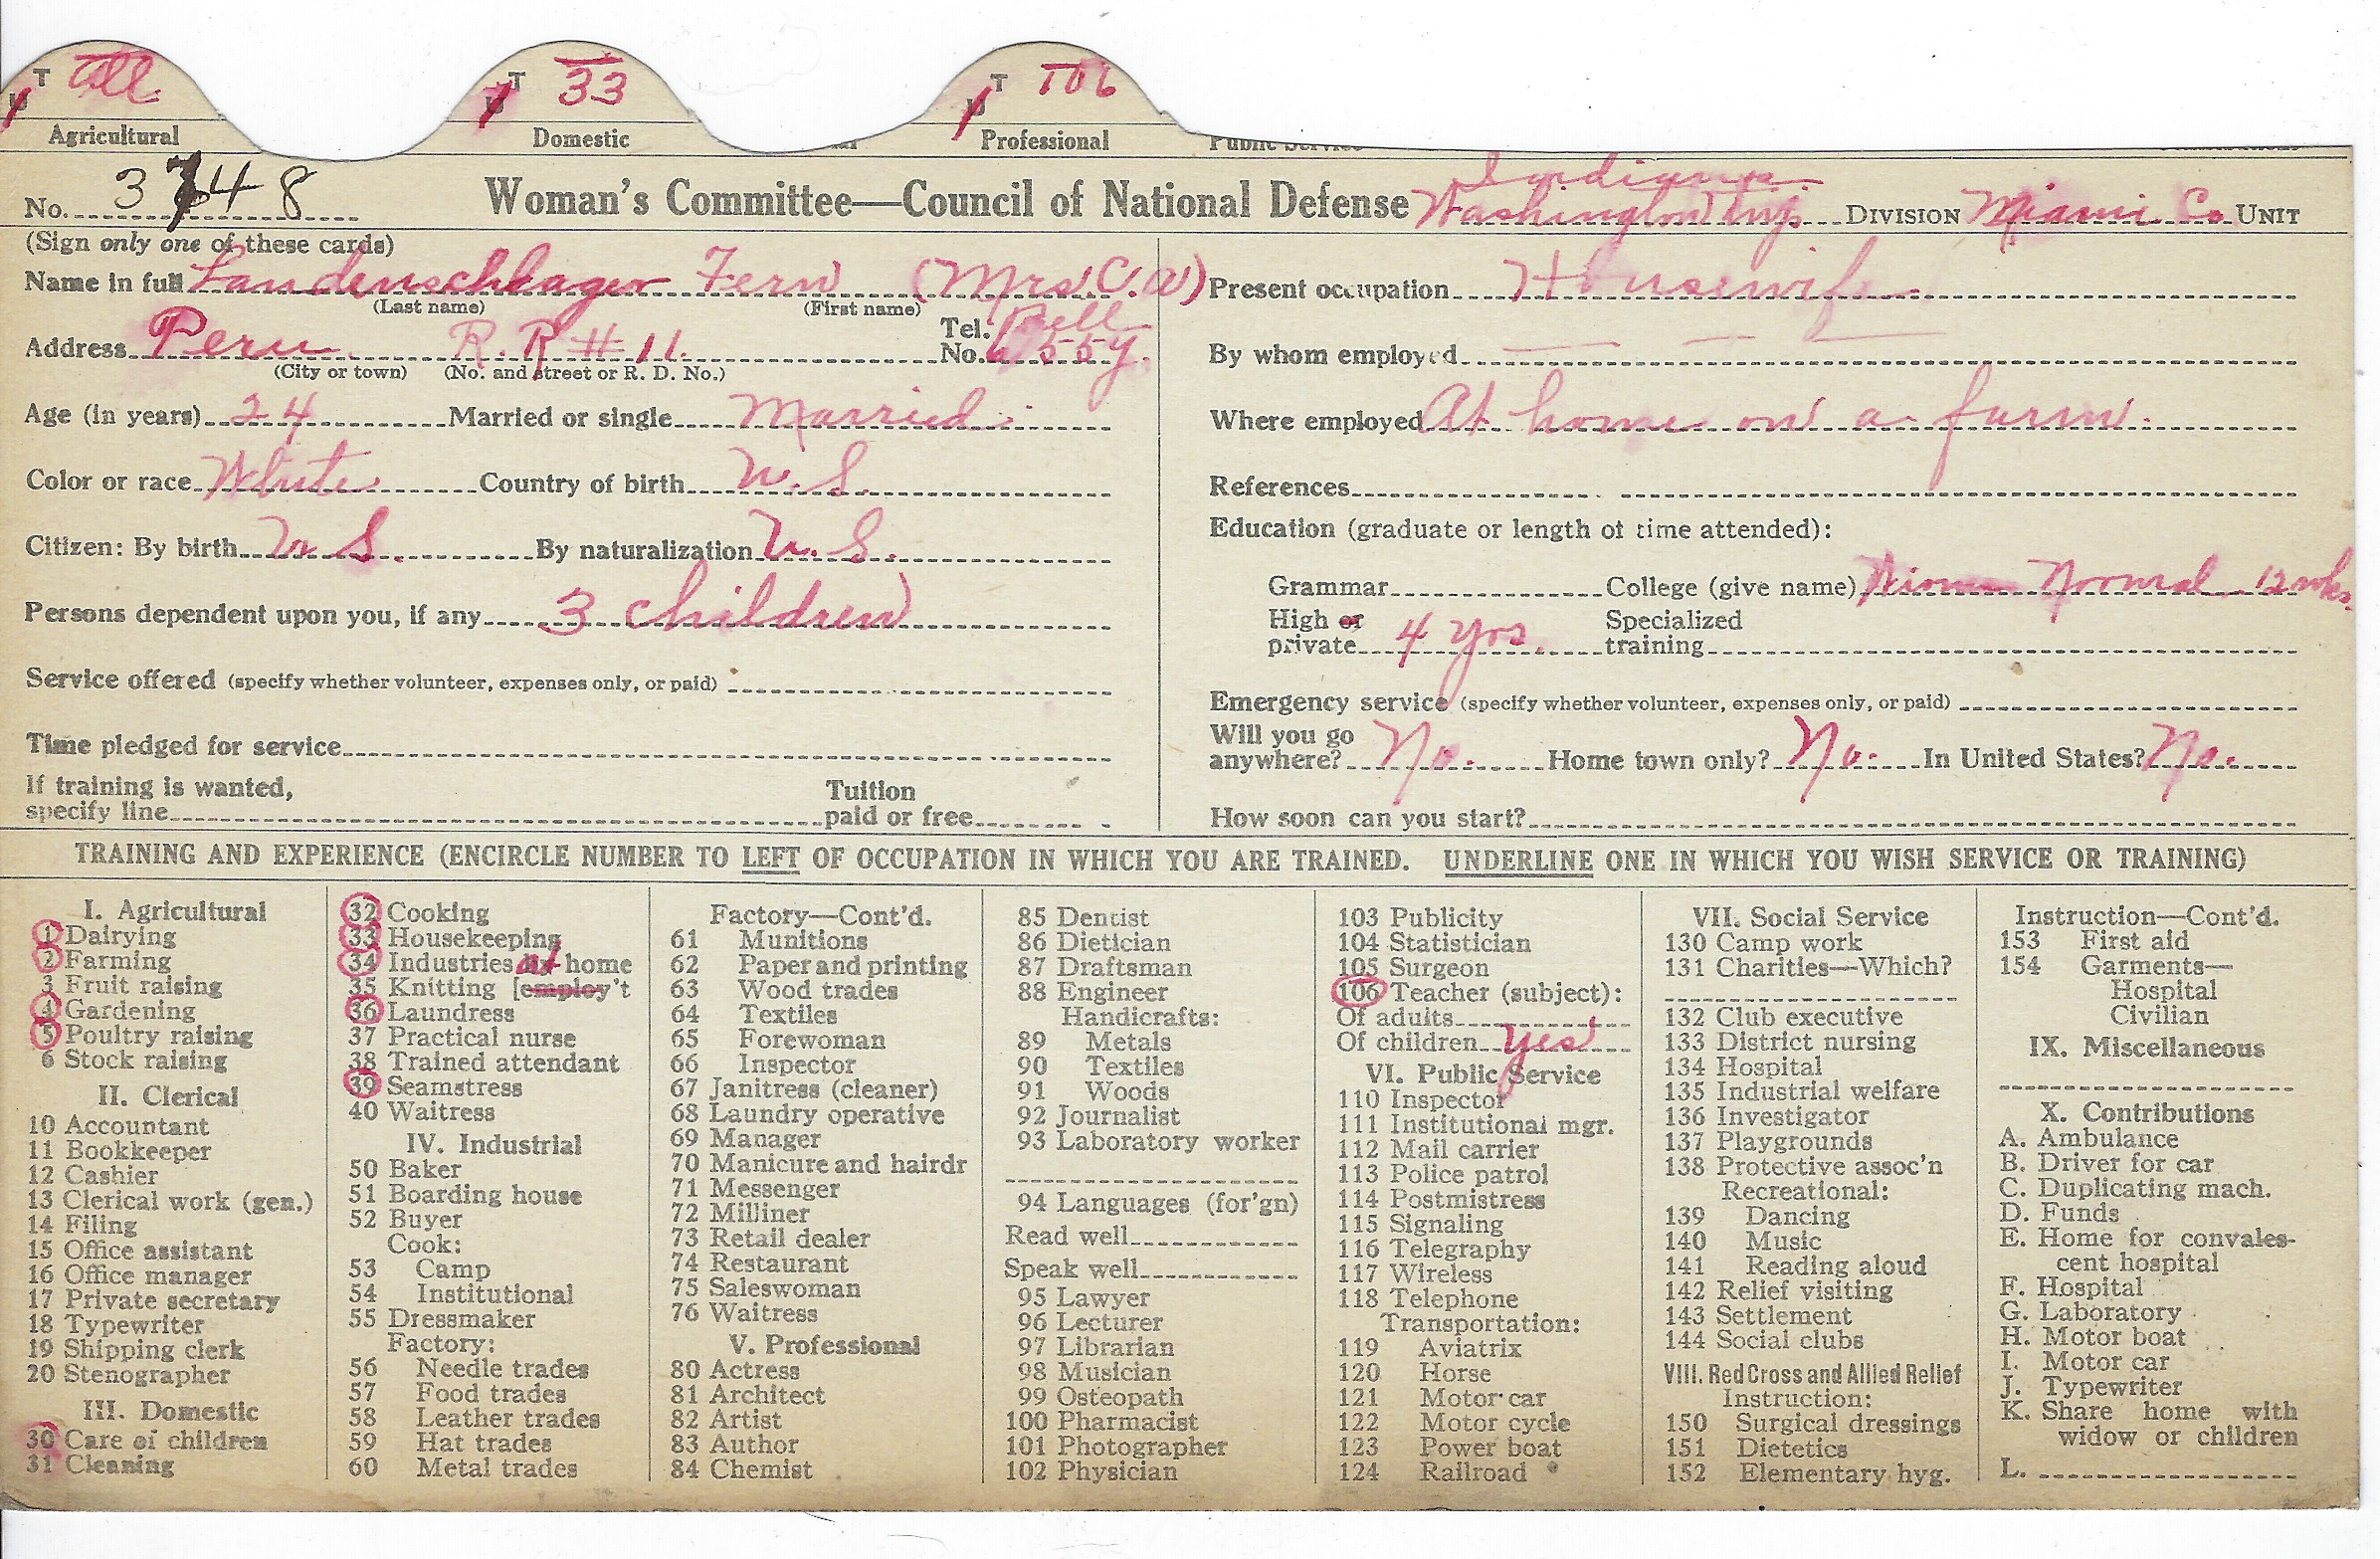 T all
U
Agricultural
T 33
U
Domestic
T 106
U
Professional
No. 3748
Woman's Committee—Council of National Defense
Indiana
Washington Twp. DIVISION Miami Co. UNIT
(Sign only one of these cards)
Name in full Laudenschlager Fern (Mrs C. W)
(Last name) (First name)
Address Peru. R. R # 11. Tel. No. Bell
(City or town) (No. and street or R. D. No.)
Age (in years) 24 Married or single Married.
Color or race White Country of birth U. S.
Citizen: By birth U S. By naturalization U. S.
Persons dependent upon you, if any 3 children
Service offered (specify whether volunteer, expenses only, or paid)
Time pledged for service
If training is wanted,
specify line Tuition paid or free
Present occupation Housewife
By whom employed
Where employed At home on a farm.
References
Education (graduate or length of time attended):
Grammar College (give name) Normal 12 wks.
High or private 4 yrs. Specialized training
Emergency service (specify whether volunteer, expenses only, or paid)
Will you go anywhere? No. Home town only? No. In United States? No.
How soon can you start?
TRAINING AND EXPERIENCE (ENCIRCLE NUMBER TO LEFT OF OCCUPATION IN WHICH YOU ARE TRAINED. UNDERLINE ONE IN WHICH YOU WISH SERVICE OR TRAINING)
I. Agricultural
1 Dairying
2 Farming
3 Fruit raising
4 Gardening
5 Poultry raising
6 Stock raising
II. Clerical
10 Accountant
11 Bookkeeper
12 Cashier
13 Clerical work (gen.)
14 Filing
15 Office assistant
16 Office manager
17 Private secretary
18 Typewriter
19 Shipping clerk
20 Stenographer
III. Domestic
30 Care of children
31 Cleaning
32 Cooking
33 Housekeeping
34 Industries at home
35 Knitting [employ't
36 Laundress
37 Practical nurse
38 Trained attendant
39 Seamstress
40 Waitress
IV. Industrial
50 Baker
51 Boarding house
52 Buyer
Cook:
53 Camp
54 Institutional
55 Dressmaker
Factory:
56 Needle trades
57 Food trades
58 Leather trades
59 Hat trades
60 Metal trades
Factory—Cont'd.
61 Munitions
62 Paper and printing
63 Wood trades
64 Textiles
65 Forewoman
66 Inspector
67 Janitress (cleaner)
68 Laundry operative
69 Manager
70 Manicure and hairdr
71 Messenger
72 Milliner
73 Retail dealer
74 Restaurant
75 Saleswoman
76 Waitress
V. Professional
80 Actress
81 Architect
82 Artist
83 Author
84 Chemist
85 Dentist
86 Dietician
87 Draftsman
88 Engineer
Handicrafts:
89 Metals
90 Textiles
91 Woods
92 Journalist
93 Laboratory worker
94 Languages (for'gn)
Read well
Speak well
95 Lawyer
96 Lecturer
97 Librarian
98 Musician
99 Osteopath
100 Pharmacist
101 Photographer
102 Physician
103 Publicity
104 Statistician
105 Surgeon
106 Teacher (subject):
Of adults
Of children yes
VI. Public Service
110 Inspector
111 Institutional mgr.
112 Mail carrier
113 Police patrol
114 Postmistress
115 Signaling
116 Telegraphy
117 Wireless
118 Telephone
Transportation:
119 Aviatrix
120 Horse
121 Motor car
122 Motor cycle
123 Power boat
124 Railroad
VII. Social Service
130 Camp work
131 Charities—Which?
132 Club executive
133 District nursing
134 Hospital
135 Industrial welfare
136 Investigator
137 Playgrounds
138 Protective assoc'n
Recreational:
139 Dancing
140 Music
141 Reading aloud
142 Relief visiting
143 Settlement
144 Social clubs
VIII. Red Cross and Allied Relief
Instruction:
150 Surgical dressings
151 Dietetics
152 Elementary hyg.
Instruction—Cont'd.
153 First aid
154 Garments—
Hospital
Civilian
IX. Miscellaneous
X. Contributions
A. Ambulance
B. Driver for car
C. Duplicating mach.
D. Funds
E. Home for convales-
cent hospital
F. Hospital
G. Laboratory
H. Motor boat
I. Motor car
J. Typewriter
K. Share home with
widow or children
L.